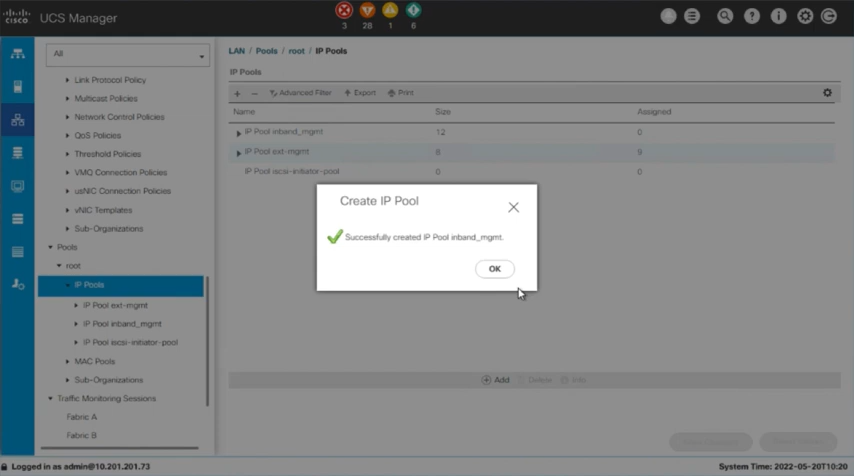 CISCO
UCS Manager
3
28
1
6
All
Link Protocol Policy
Multicast Policies
Network Control Policies
QoS Policies
Threshold Policies
VMQ Connection Policies
usNIC Connection Policies
vNIC Templates
Sub-Organizations
Pools
root
IP Pools
IP Pool ext-mgmt
IP Pool inband_mgmt
IP Pool iscsi-initiator-pool
MAC Pools
Sub-Organizations
Traffic Monitoring Sessions
Fabric A
Fabric B
LAN / Pools / root / IP Pools
IP Pools
+ − Advanced Filter Export Print
Name Size Assigned
IP Pool inband_mgmt 12 0
IP Pool ext-mgmt 8 9
IP Pool iscsi-initiator-pool 0 0
Create IP Pool
Successfully created IP Pool inband_mgmt.
OK
Add Delete Info
Logged in as admin@10.201.201.73
System Time: 2022-05-20T10:20